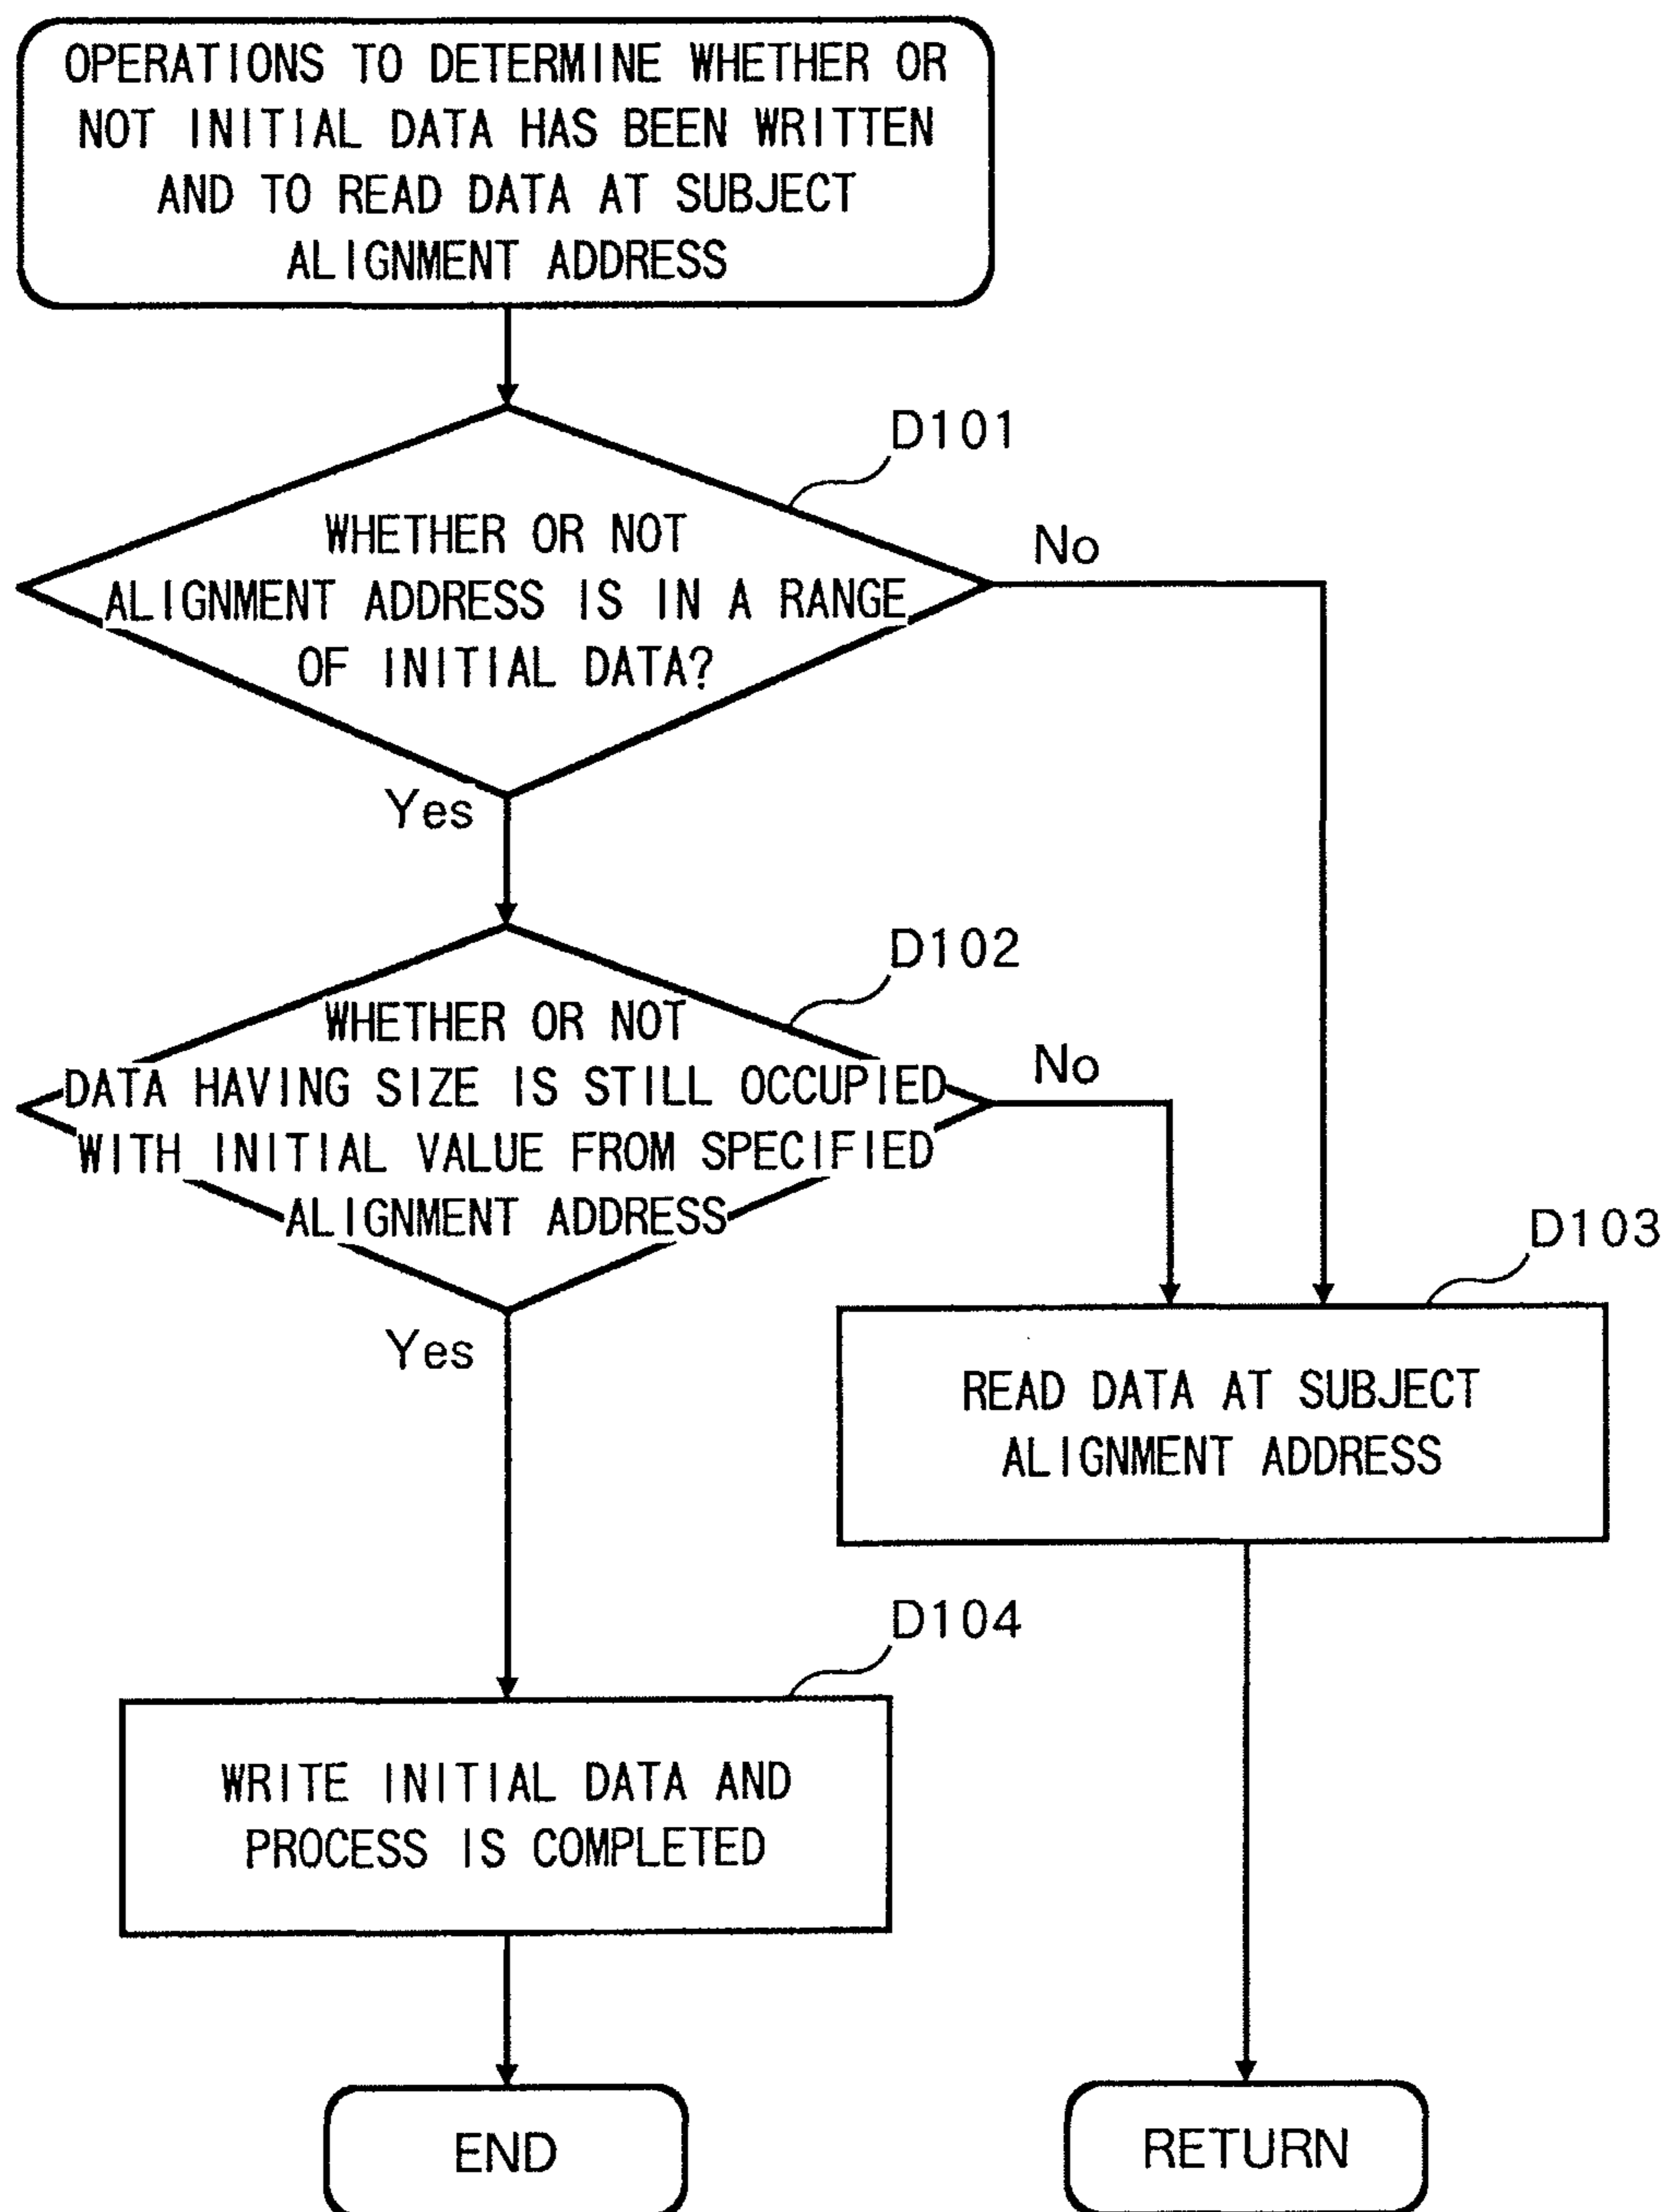 OPERATIONS TO DETERMINE WHETHER OR
NOT INITIAL DATA HAS BEEN WRITTEN
AND TO READ DATA AT SUBJECT
ALIGNMENT ADDRESS
D101
WHETHER OR NOT
ALIGNMENT ADDRESS IS IN A RANGE
OF INITIAL DATA?
No
Yes
D102
WHETHER OR NOT
DATA HAVING SIZE IS STILL OCCUPIED
WITH INITIAL VALUE FROM SPECIFIED
ALIGNMENT ADDRESS
No
Yes
D103
READ DATA AT SUBJECT
ALIGNMENT ADDRESS
D104
WRITE INITIAL DATA AND
PROCESS IS COMPLETED
END
RETURN